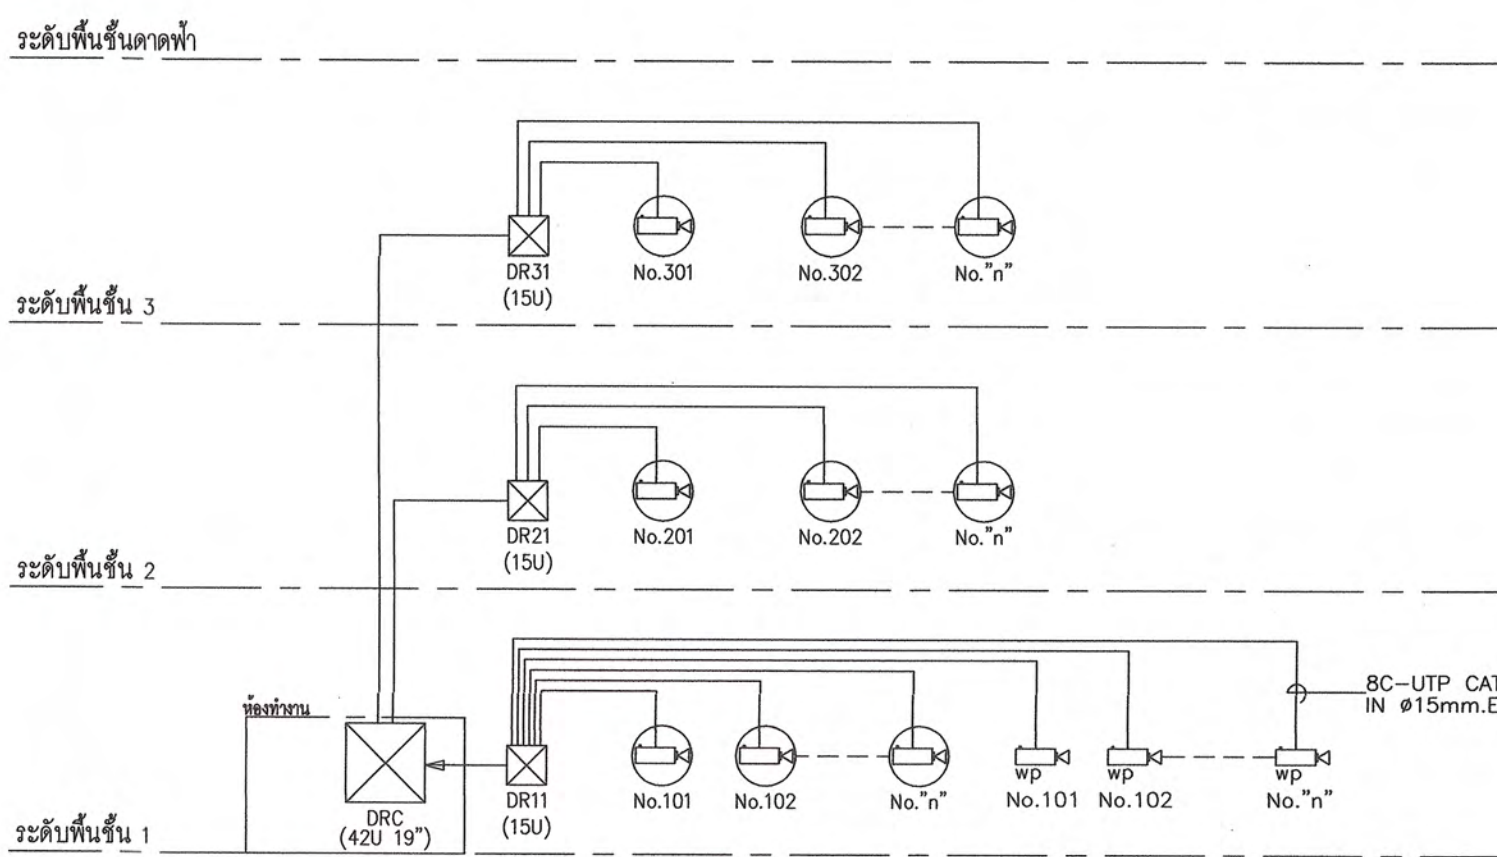 ระดับพื้นชั้นดาดฟ้า
DR31
(15U)
No.301
No.302
No."n"
ระดับพื้นชั้น 3
DR21
(15U)
No.201
No.202
No."n"
ระดับพื้นชั้น 2
8C-UTP CAT
IN ø15mm.E
ห้องทำงาน
DRC
(42U 19")
DR11
(15U)
No.101
No.102
No."n"
wp
No.101
wp
No.102
wp
No."n"
ระดับพื้นชั้น 1